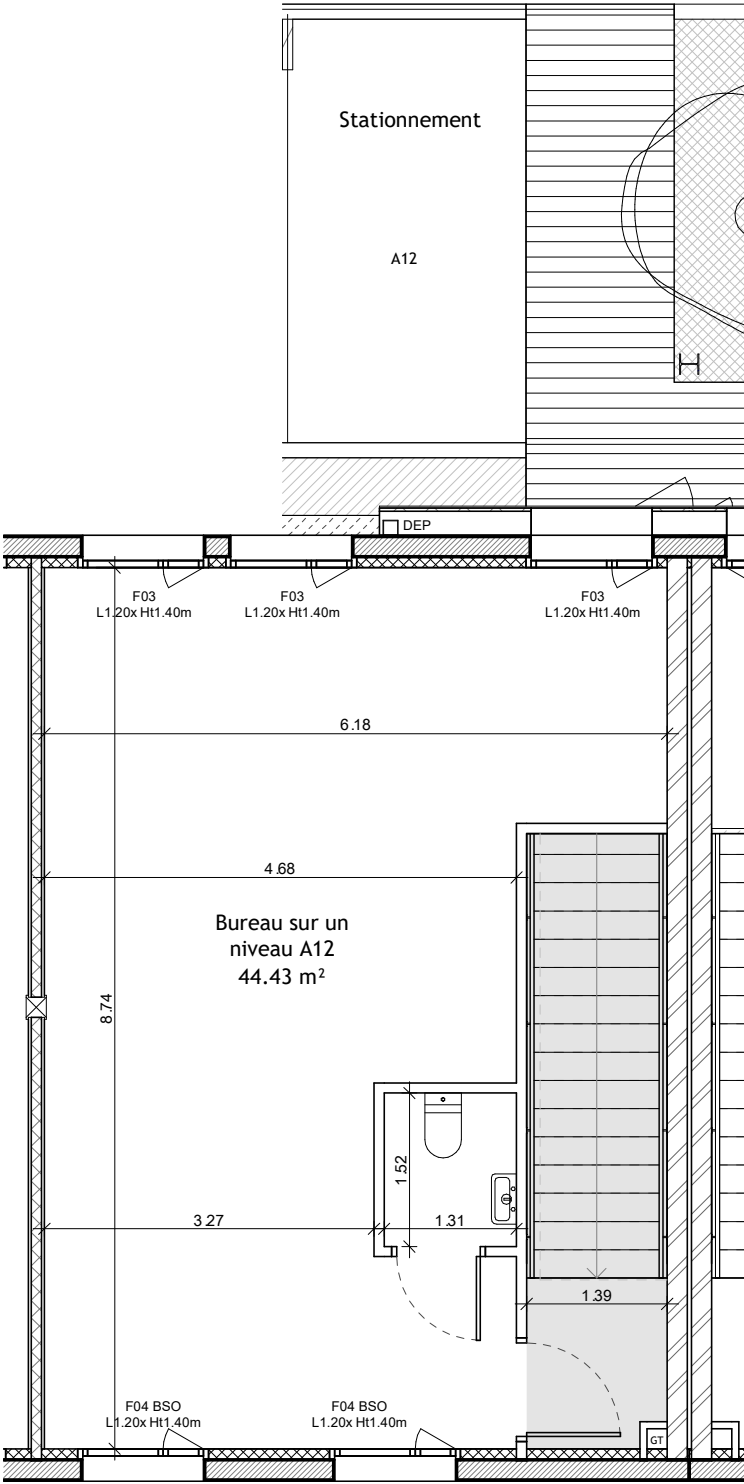 Stationnement
A12
DEP
F03
L1.20x Ht1.40m
F03
L1.20x Ht1.40m
F03
L1.20x Ht1.40m
6.18
4.68
Bureau sur un
niveau A12
44.43 m²
8.74
1.52
3.27
1.31
1.39
F04 BSO
L1.20x Ht1.40m
F04 BSO
L1.20x Ht1.40m
GT